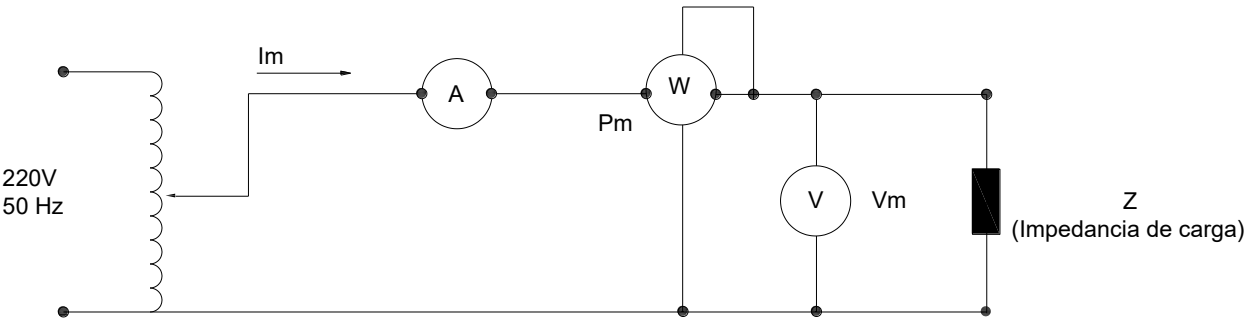 Im
A
W
Pm
220V
50 Hz
V
Vm
Z
(Impedancia de carga)